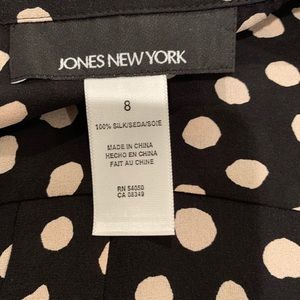 JONES NEW YORK
8
100% SILK/SEDA/SOIE
MADE IN CHINA
HECHO EN CHINA
FAIT AU CHINE
RN 54050
CA 08349